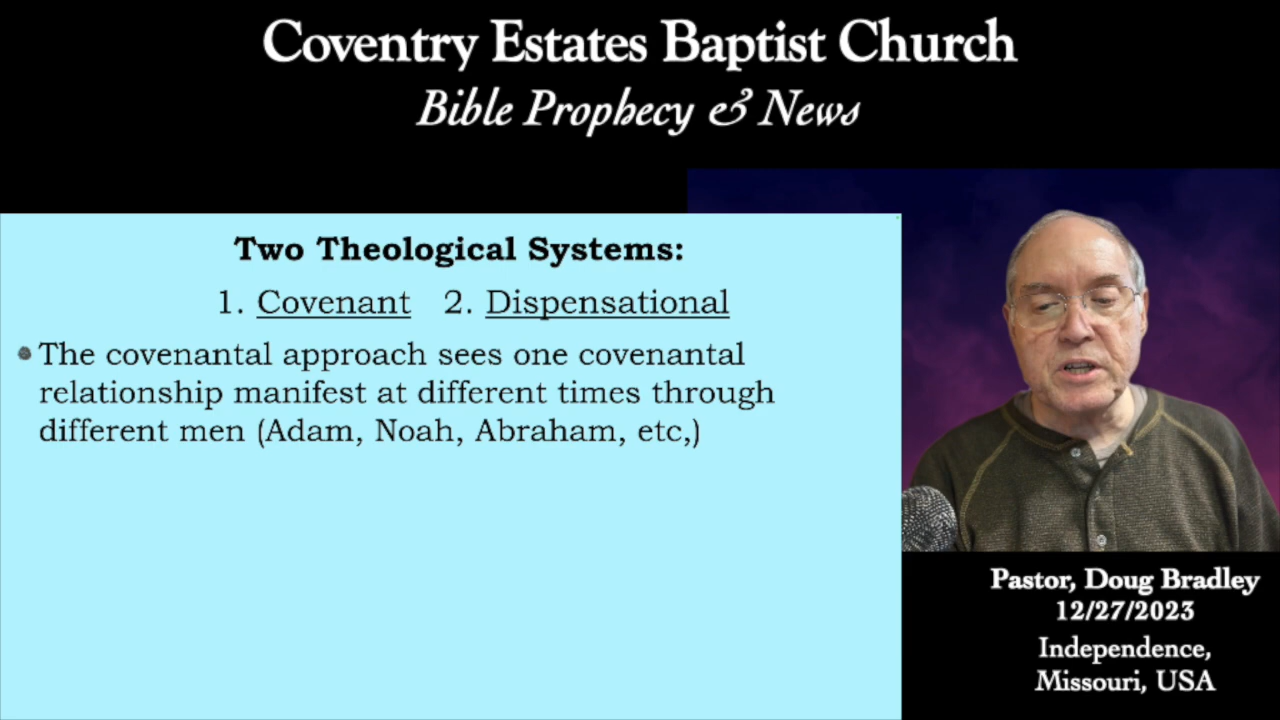 Coventry Estates Baptist Church
Bible Prophecy & News
Two Theological Systems:
1. Covenant 2. Dispensational
The covenantal approach sees one covenantal
relationship manifest at different times through
different men (Adam, Noah, Abraham, etc,)
Pastor, Doug Bradley
12/27/2023
Independence,
Missouri, USA